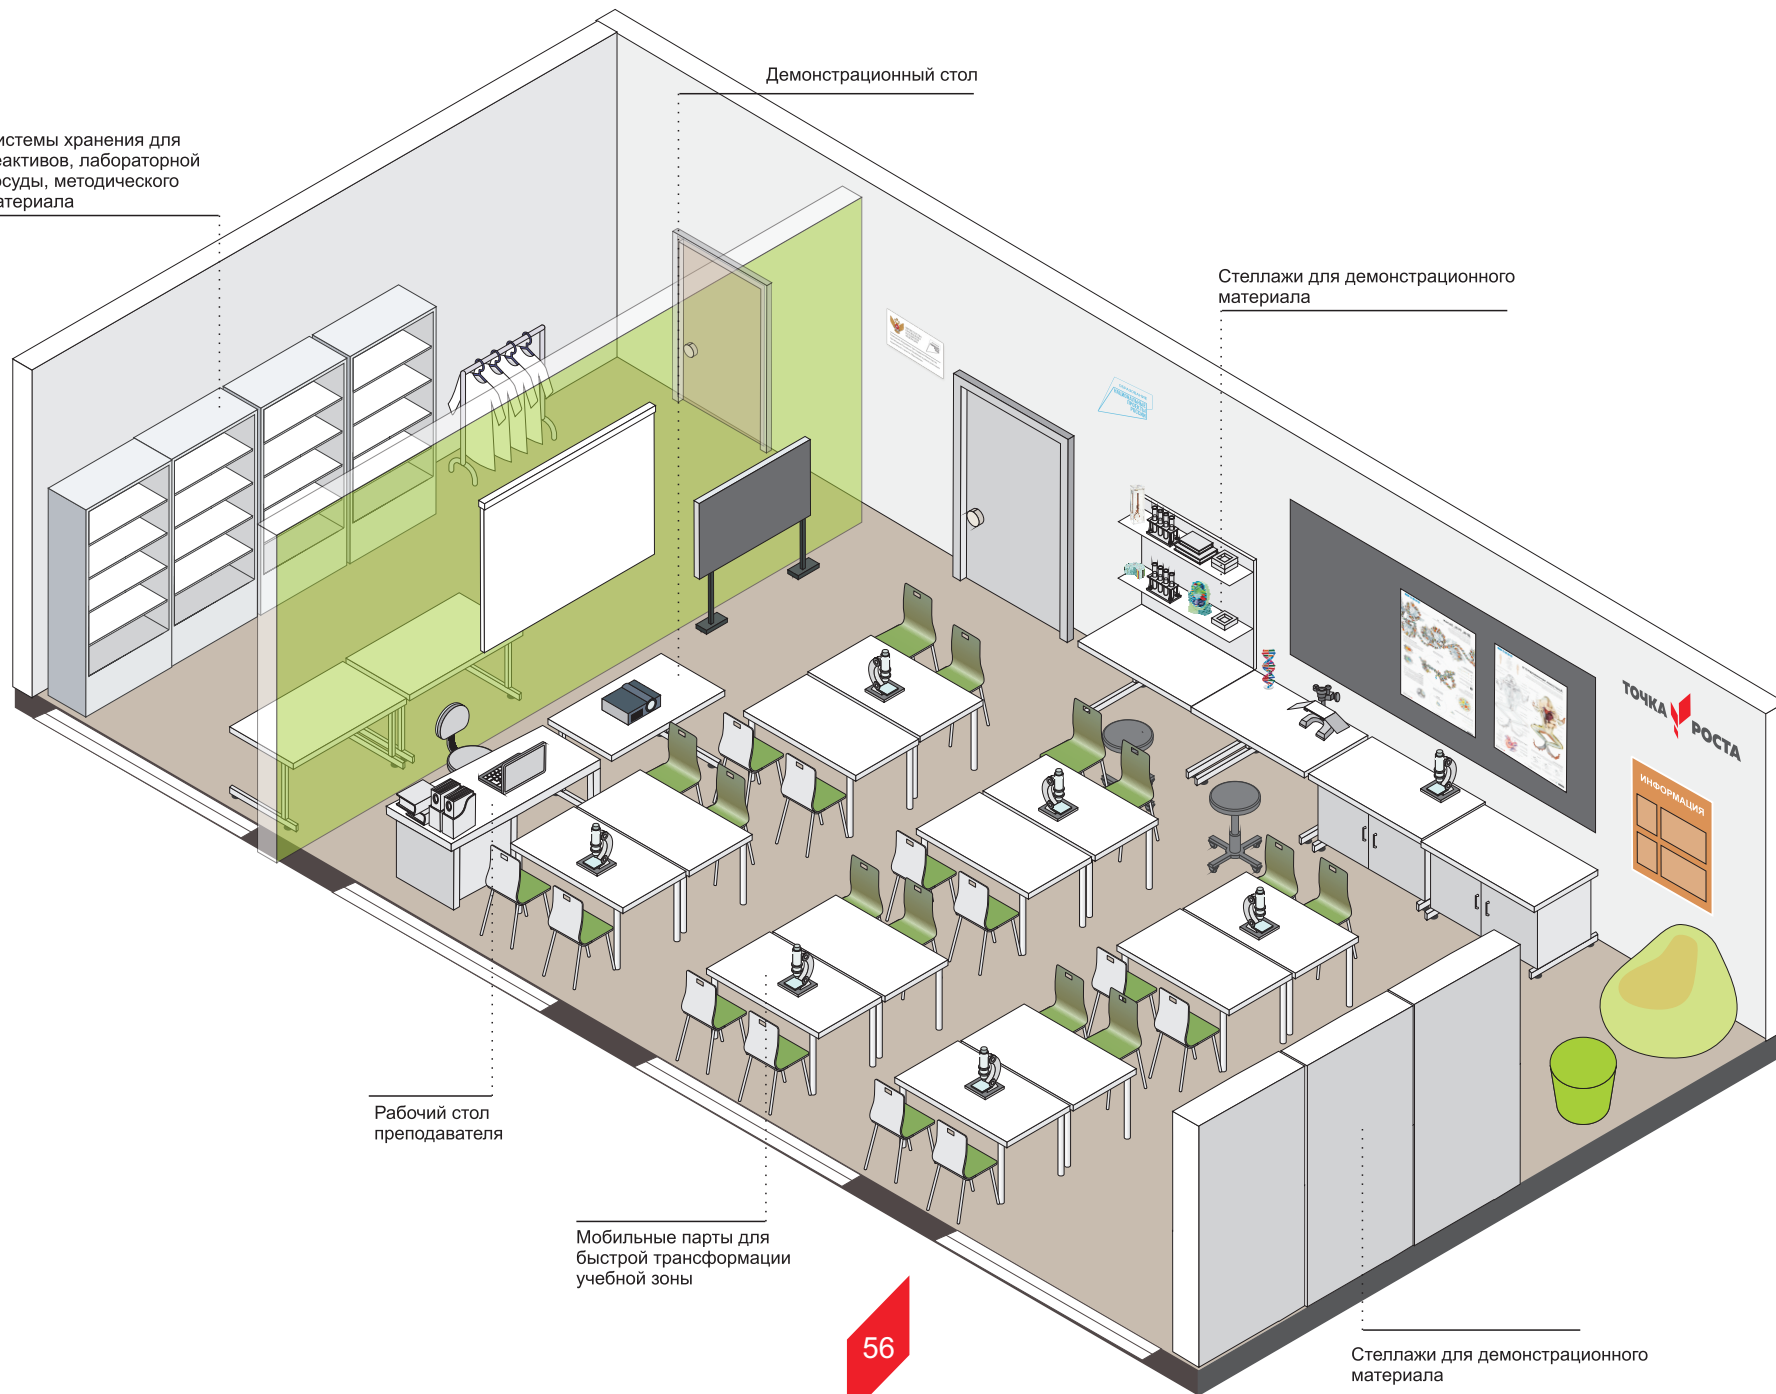 Демонстрационный стол
истемы хранения для
еактивов, лабораторной
осуды, методического
атериала
Стеллажи для демонстрационного
материала
ТОЧКА
РОСТА
ИНФОРМАЦИЯ
Рабочий стол
преподавателя
Мобильные парты для
быстрой трансформации
учебной зоны
56
Стеллажи для демонстрационного
материала